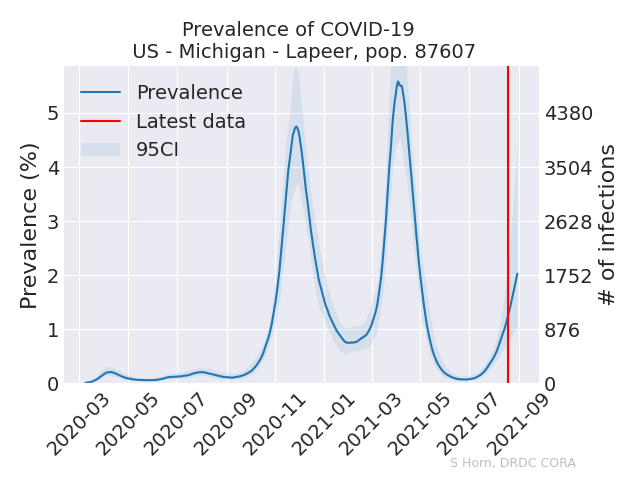 Prevalence of COVID-19
US - Michigan - Lapeer, pop. 87607
Prevalence
Latest data
95CI
Prevalence (%)
5
4
3
2
1
0
4380
3504
2628
1752
876
0
# of infections
2020-03
2020-05
2020-07
2020-09
2020-11
2021-01
2021-03
2021-05
2021-07
2021-09
S Horn, DRDC CORA